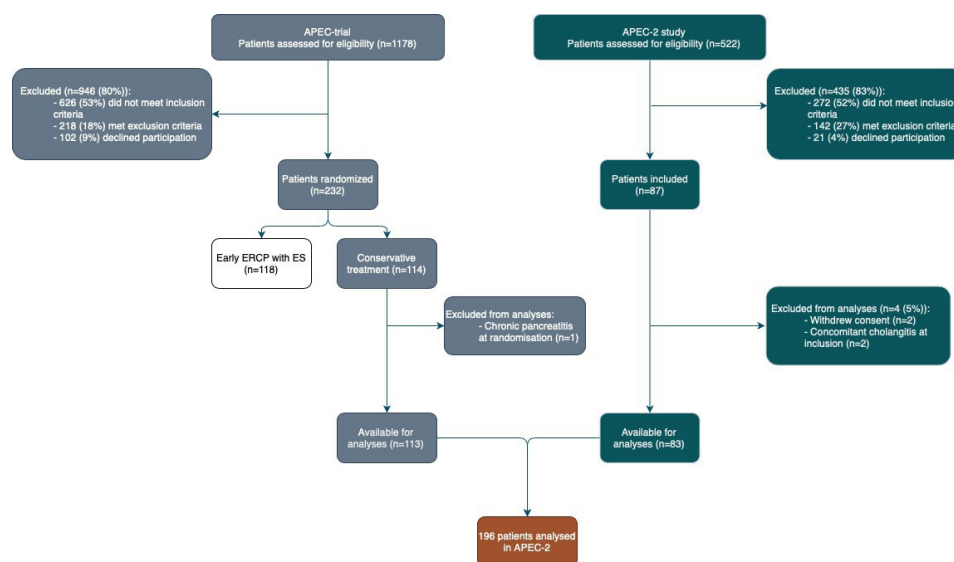 APEC-trial
Patients assessed for eligibility (n=1178)
APEC-2 study
Patients assessed for eligibility (n=522)
Excluded (n=946 (80%)):
- 626 (53%) did not meet inclusion
criteria
- 218 (18%) met exclusion criteria
- 102 (9%) declined participation
Excluded (n=435 (83%)):
- 272 (52%) did not meet inclusion
criteria
- 142 (27%) met exclusion criteria
- 21 (4%) declined participation
Patients randomized
(n=232)
Patients included
(n=87)
Early ERCP with ES
(n=118)
Conservative
treatment (n=114)
Excluded from analyses:
- Chronic pancreatitis
at randomisation (n=1)
Excluded from analyses (n=4 (5%)):
- Withdrew consent (n=2)
- Concomitant cholangitis at
inclusion (n=2)
Available for
analyses (n=113)
Available for
analyses (n=83)
196 patients analysed
in APEC-2